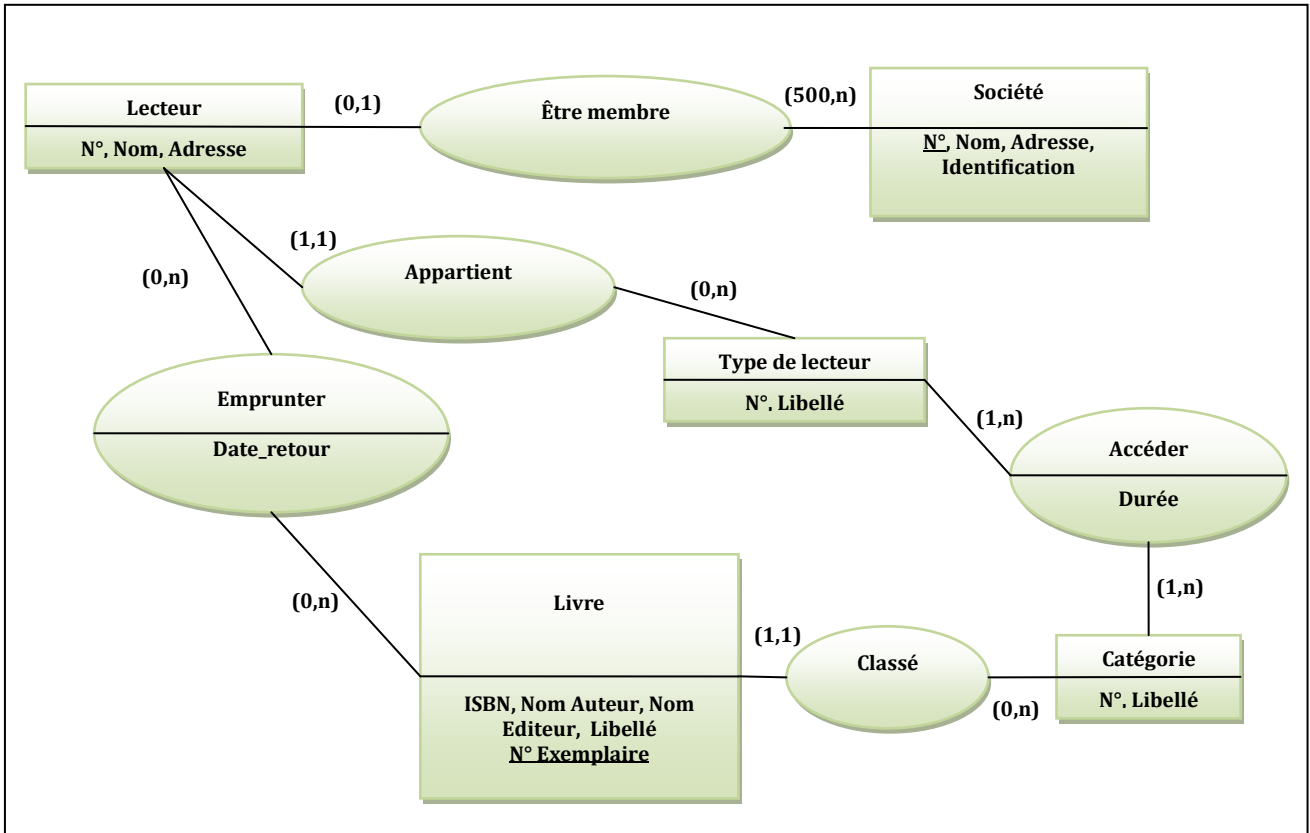 Lecteur
N°, Nom, Adresse
(0,1)
Être membre
(500,n)
Société
N°, Nom, Adresse,
Identification
(1,1)
Appartient
(0,n)
(0,n)
Type de lecteur
N°, Libellé
Emprunter
Date_retour
(1,n)
Accéder
Durée
(0,n)
Livre
ISBN, Nom Auteur, Nom
Editeur, Libellé
N° Exemplaire
(1,1)
Classé
(0,n)
(1,n)
Catégorie
N°, Libellé